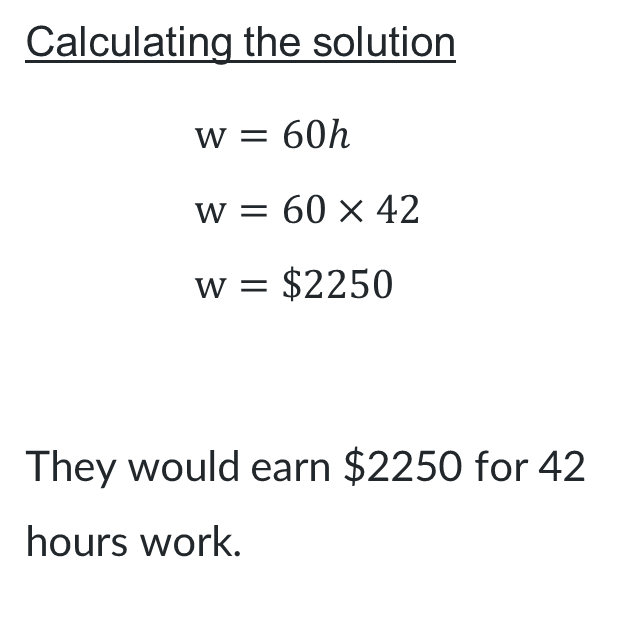 Calculating the solution
w = 60h
w = 60 × 42
w = $2250
They would earn $2250 for 42
hours work.